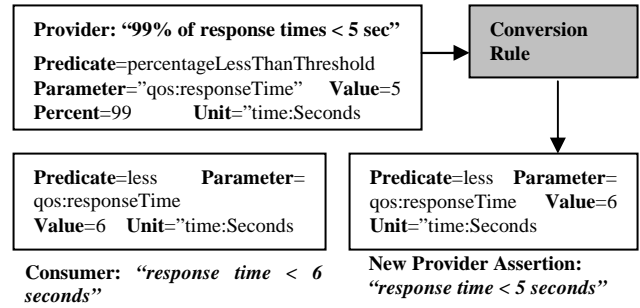 Provider: “99% of response times < 5 sec”
Predicate=percentageLessThanThreshold
Parameter=”qos:responseTime” Value=5
Percent=99 Unit=”time:Seconds
Conversion
Rule
Predicate=less Parameter=
qos:responseTime
Value=6 Unit=”time:Seconds
Consumer: “response time < 6
seconds”
Predicate=less Parameter=
qos:responseTime Value=6
Unit=”time:Seconds
New Provider Assertion:
“response time < 5 seconds”